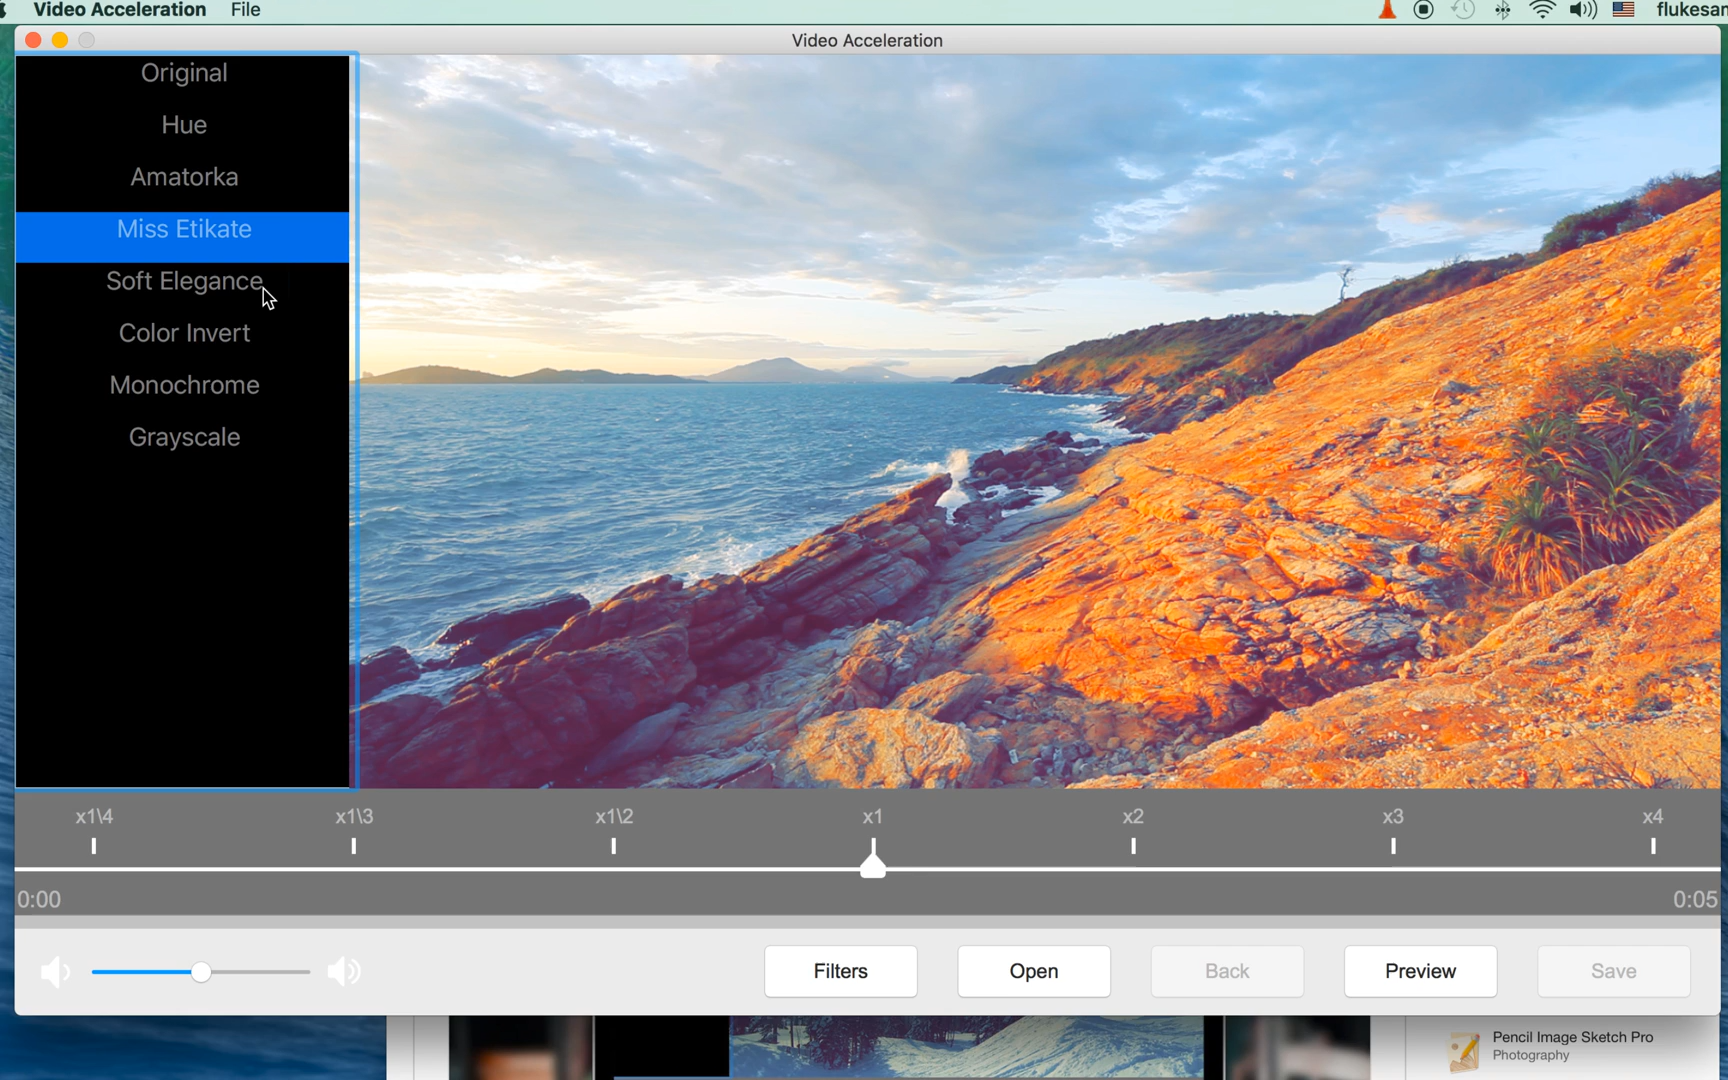 Video Acceleration File
flukesan
Video Acceleration
Original
Hue
Amatorka
Miss Etikate
Soft Elegance
Color Invert
Monochrome
Grayscale
x1\4 x1\3 x1\2 x1 x2 x3 x4
0:00 0:05
Filters Open Back Preview Save
Pencil Image Sketch Pro
Photography